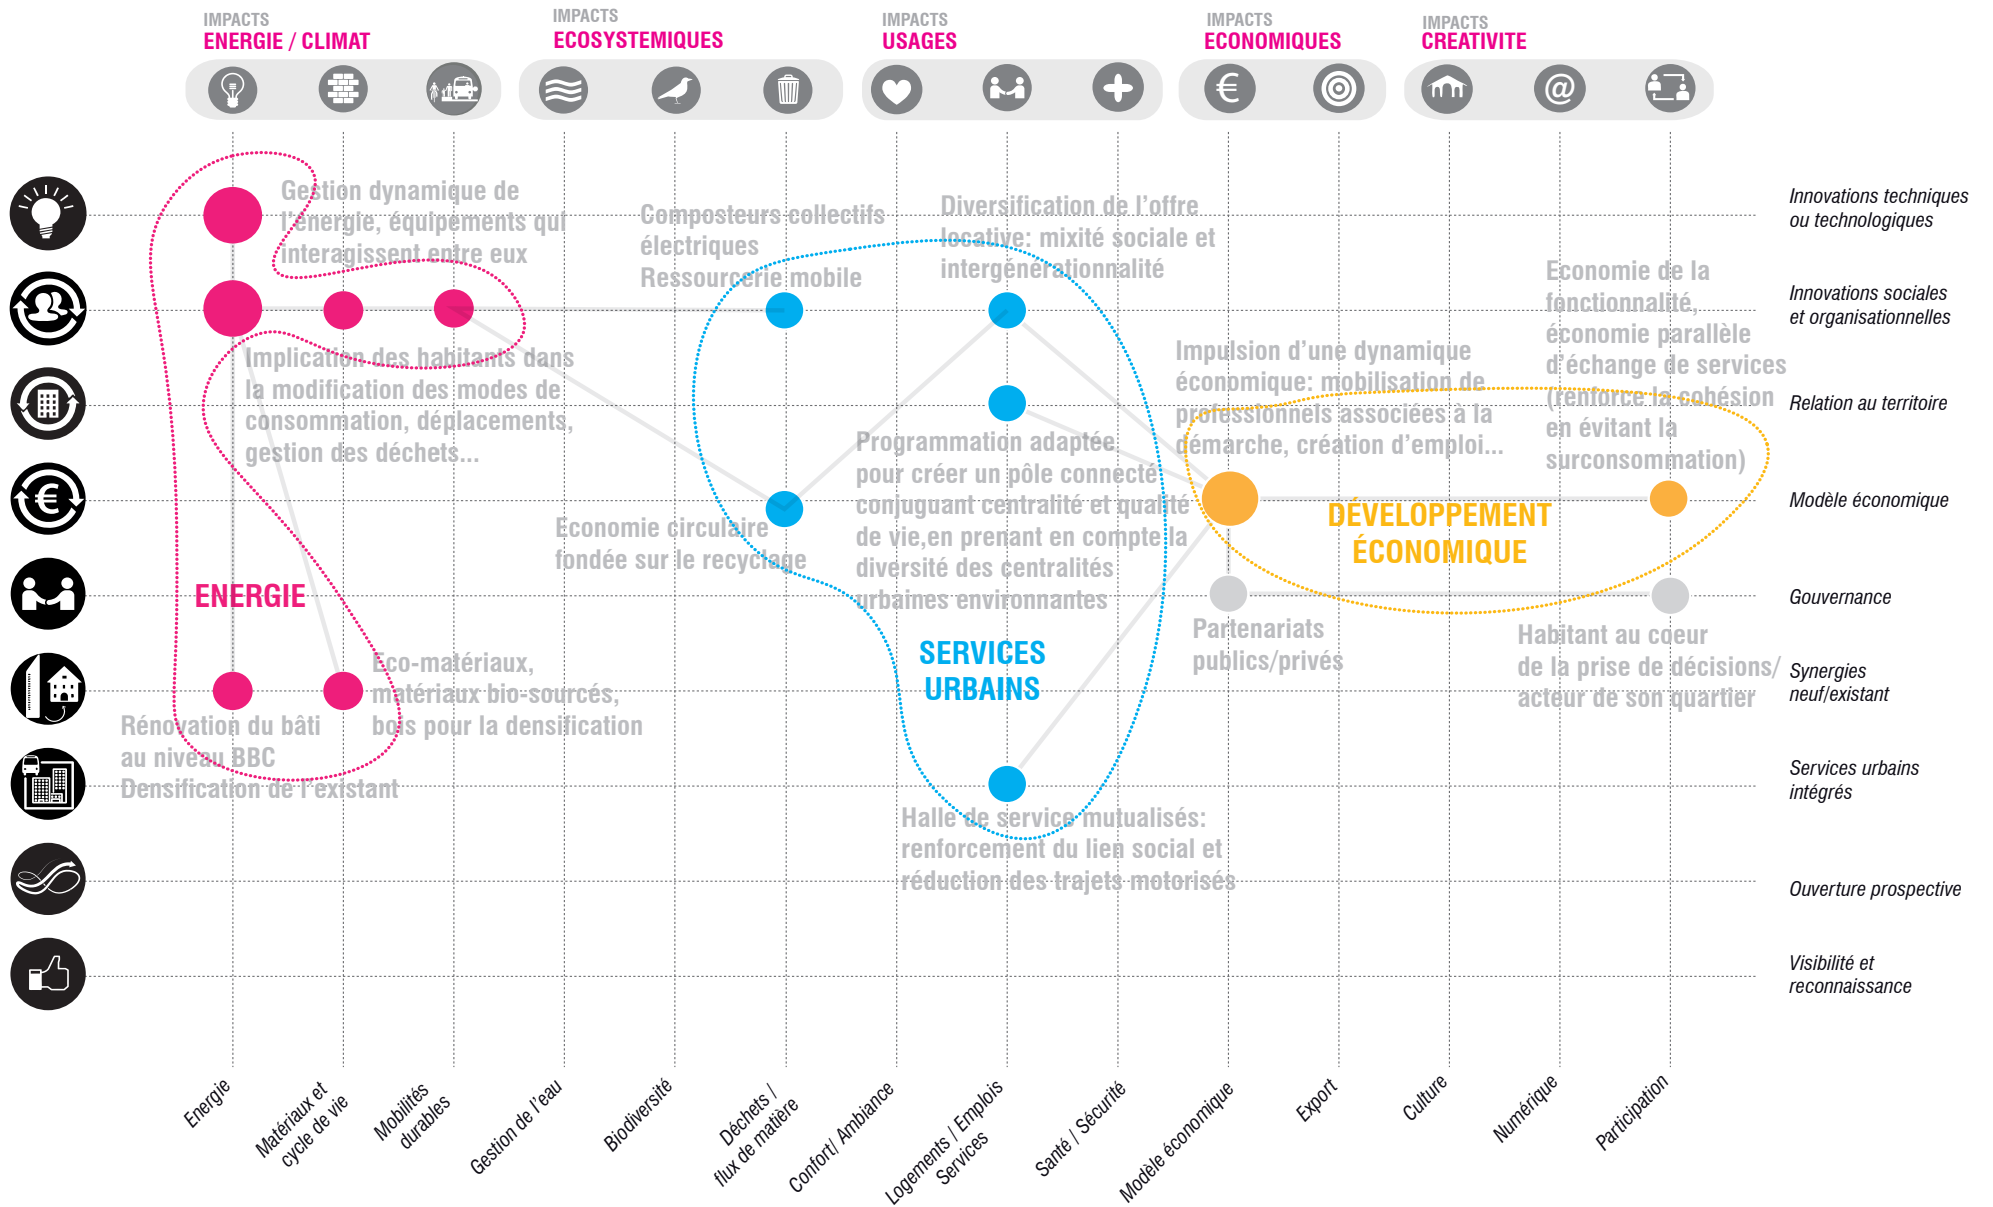 IMPACTS
ENERGIE / CLIMAT
IMPACTS
ECOSYSTEMIQUES
IMPACTS
USAGES
IMPACTS
ECONOMIQUES
IMPACTS
CREATIVITE
€
@
Gestion dynamique de
l'énergie, équipements qui
interagissent entre eux
Composteurs collectifs
électriques
Ressourcerie mobile
Diversification de l'offre
locative: mixité sociale et
intergénérationnalité
Economie de la
fonctionnalité,
économie parallèle
d'échange de services
(renforce la cohésion
en évitant la
surconsommation)
Implication des habitants dans
la modification des modes de
consommation, déplacements,
gestion des déchets...
Impulsion d'une dynamique
économique: mobilisation de
professionnels associées à la
démarche, création d'emploi...
Programmation adaptée
pour créer un pôle connecté
conjuguant centralité et qualité
de vie,en prenant en compte la
diversité des centralités
urbaines environnantes
Economie circulaire
fondée sur le recyclage
DÉVELOPPEMENT
ÉCONOMIQUE
€
ENERGIE
SERVICES
URBAINS
Partenariats
publics/privés
Habitant au coeur
de la prise de décisions/
acteur de son quartier
Eco-matériaux,
matériaux bio-sourcés,
bois pour la densification
Rénovation du bâti
au niveau BBC
Densification de l'existant
Halle de service mutualisés:
renforcement du lien social et
réduction des trajets motorisés
Innovations techniques
ou technologiques
Innovations sociales
et organisationnelles
Relation au territoire
Modèle économique
Gouvernance
Synergies
neuf/existant
Services urbains
intégrés
Ouverture prospective
Visibilité et
reconnaissance
Energie
Matériaux et
cycle de vie
Mobilités
durables
Gestion de l'eau
Biodiversité
Déchets /
flux de matière
Confort/ Ambiance
Logements / Emplois
Services
Santé / Sécurité
Modèle économique
Export
Culture
Numérique
Participation